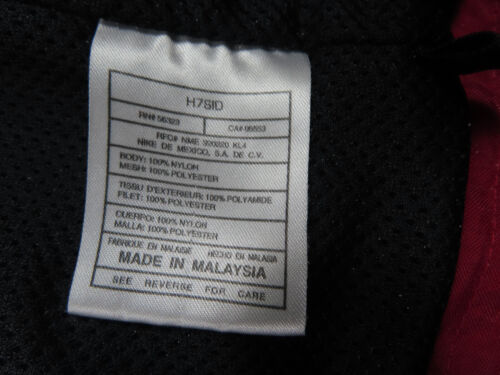 H7SID
RN# 56323 CA# 05553
RFC# NME 920220 KL4
NIKE DE MEXICO, S.A. DE C.V.
BODY: 100% NYLON
MESH: 100% POLYESTER
TISSU D'EXTERIEUR: 100% POLYAMIDE
FILET: 100% POLYESTER
CUERPO: 100% NYLON
MALLA: 100% POLYESTER
FABRIQUE EN MALAISIE HECHO EN MALASIA
MADE IN MALAYSIA
SEE REVERSE FOR CARE